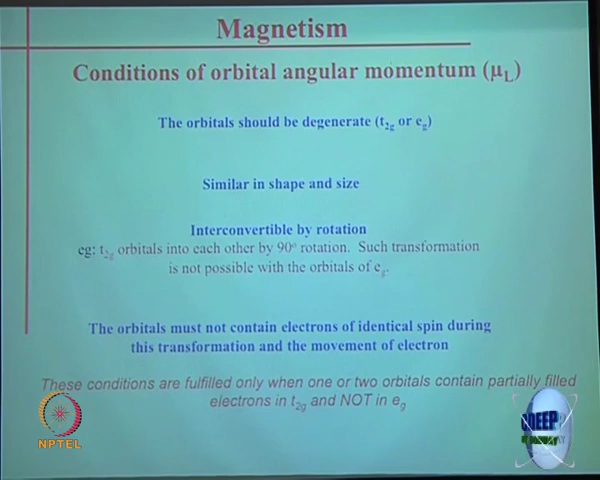 Magnetism
Conditions of orbital angular momentum (μL)
The orbitals should be degenerate (t2g or eg)
Similar in shape and size
Interconvertible by rotation
eg: t2g orbitals into each other by 90° rotation. Such transformation
is not possible with the orbitals of eg.
The orbitals must not contain electrons of identical spin during
this transformation and the movement of electron
These conditions are fulfilled only when one or two orbitals contain partially filled
electrons in t2g and NOT in eg
NPTEL
CDEEP